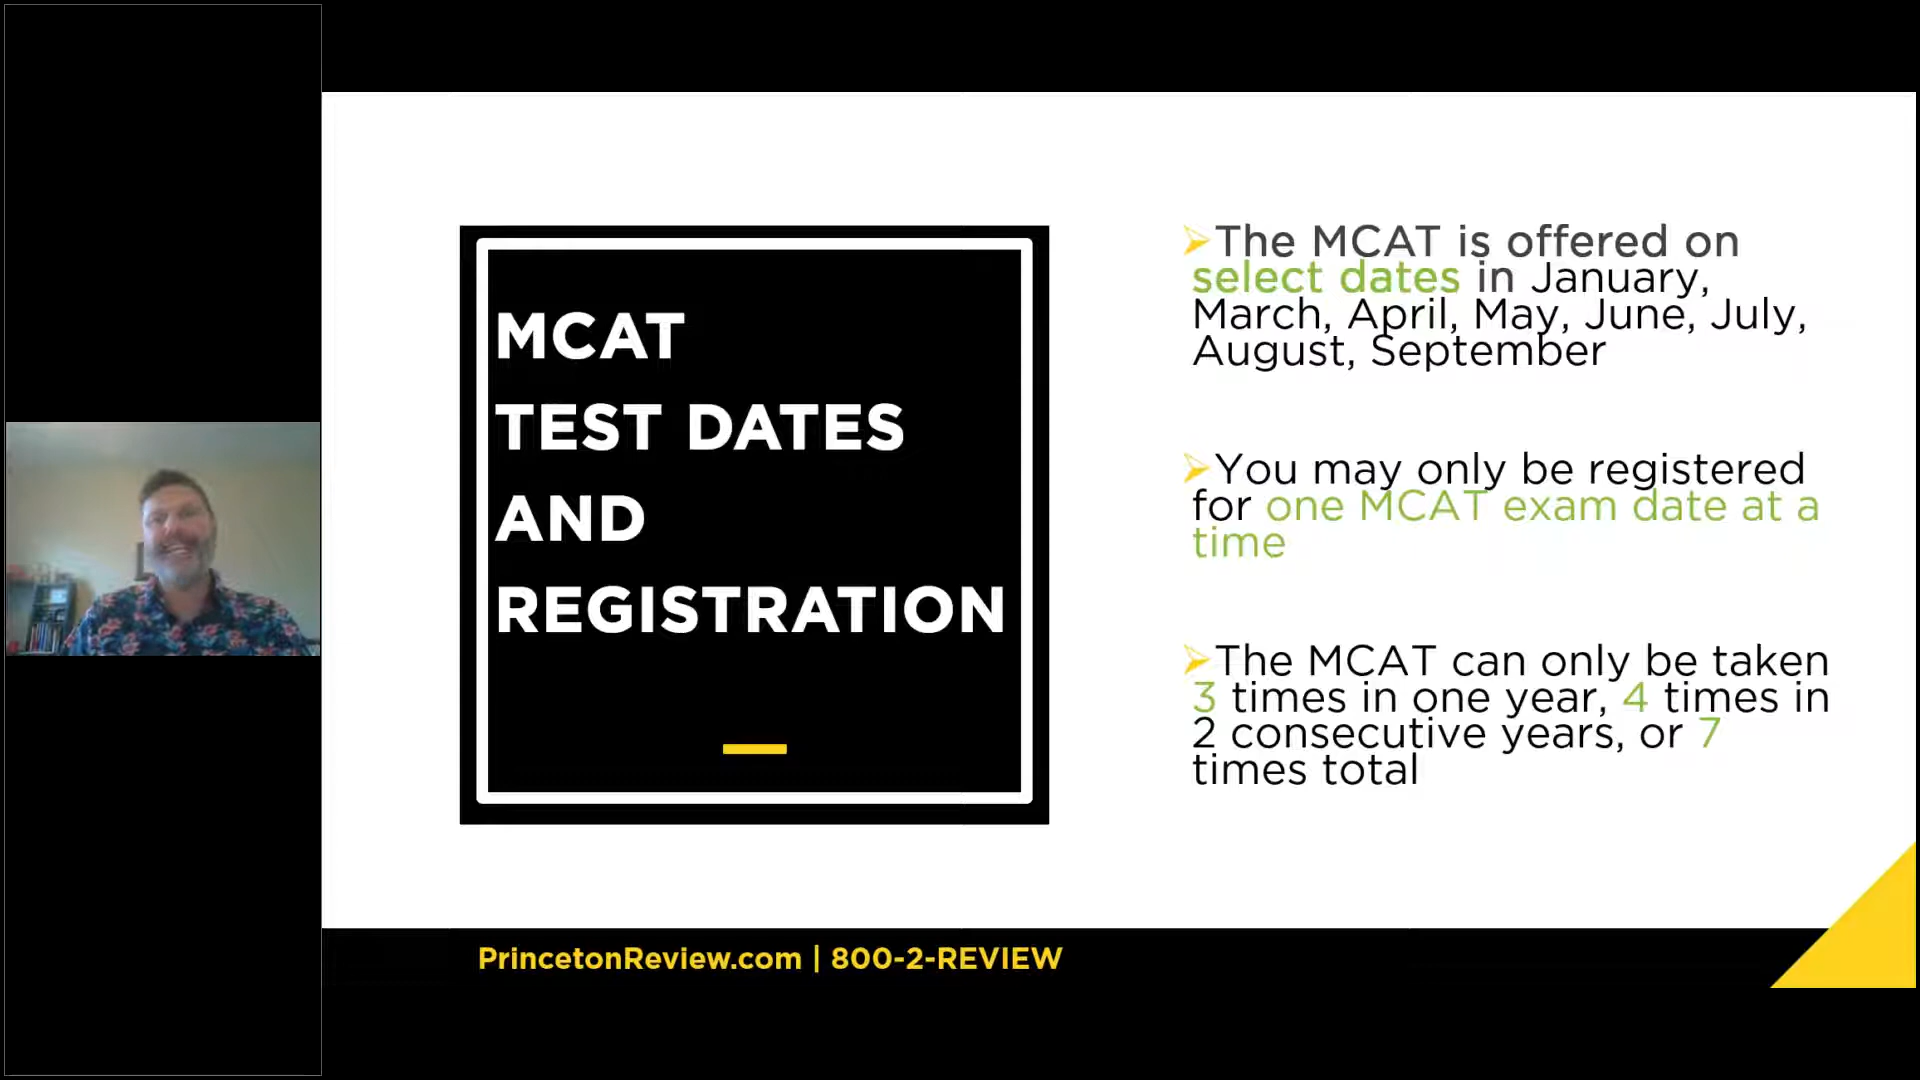 MCAT
TEST DATES
AND
REGISTRATION
➢The MCAT is offered on
select dates in January,
March, April, May, June, July,
August, September
➢You may only be registered
for one MCAT exam date at a
time
➢The MCAT can only be taken
3 times in one year, 4 times in
2 consecutive years, or 7
times total
PrincetonReview.com | 800-2-REVIEW